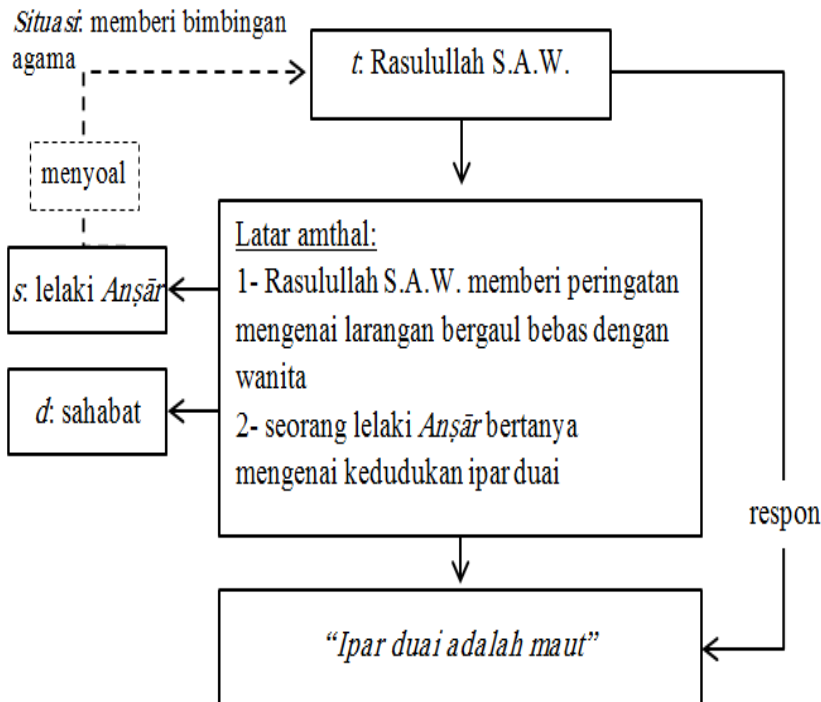 Situasi: memberi bimbingan
agama
t: Rasulullah S.A.W.
menyoal
s: lelaki Anṣār
d: sahabat
Latar amthal:
1- Rasulullah S.A.W. memberi peringatan
mengenai larangan bergaul bebas dengan
wanita
2- seorang lelaki Anṣār bertanya
mengenai kedudukan ipar duai
respon
“Ipar duai adalah maut”